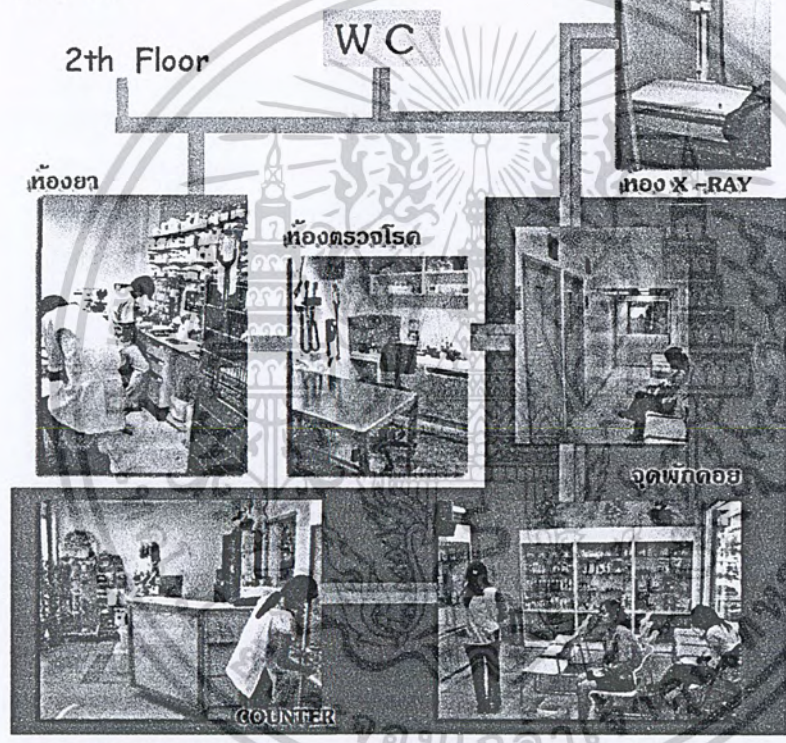 W C
2th Floor
ห้อง X -RAY
ห้องยา
ห้องตรวจโรค
จุดพักคอย
COUNTER